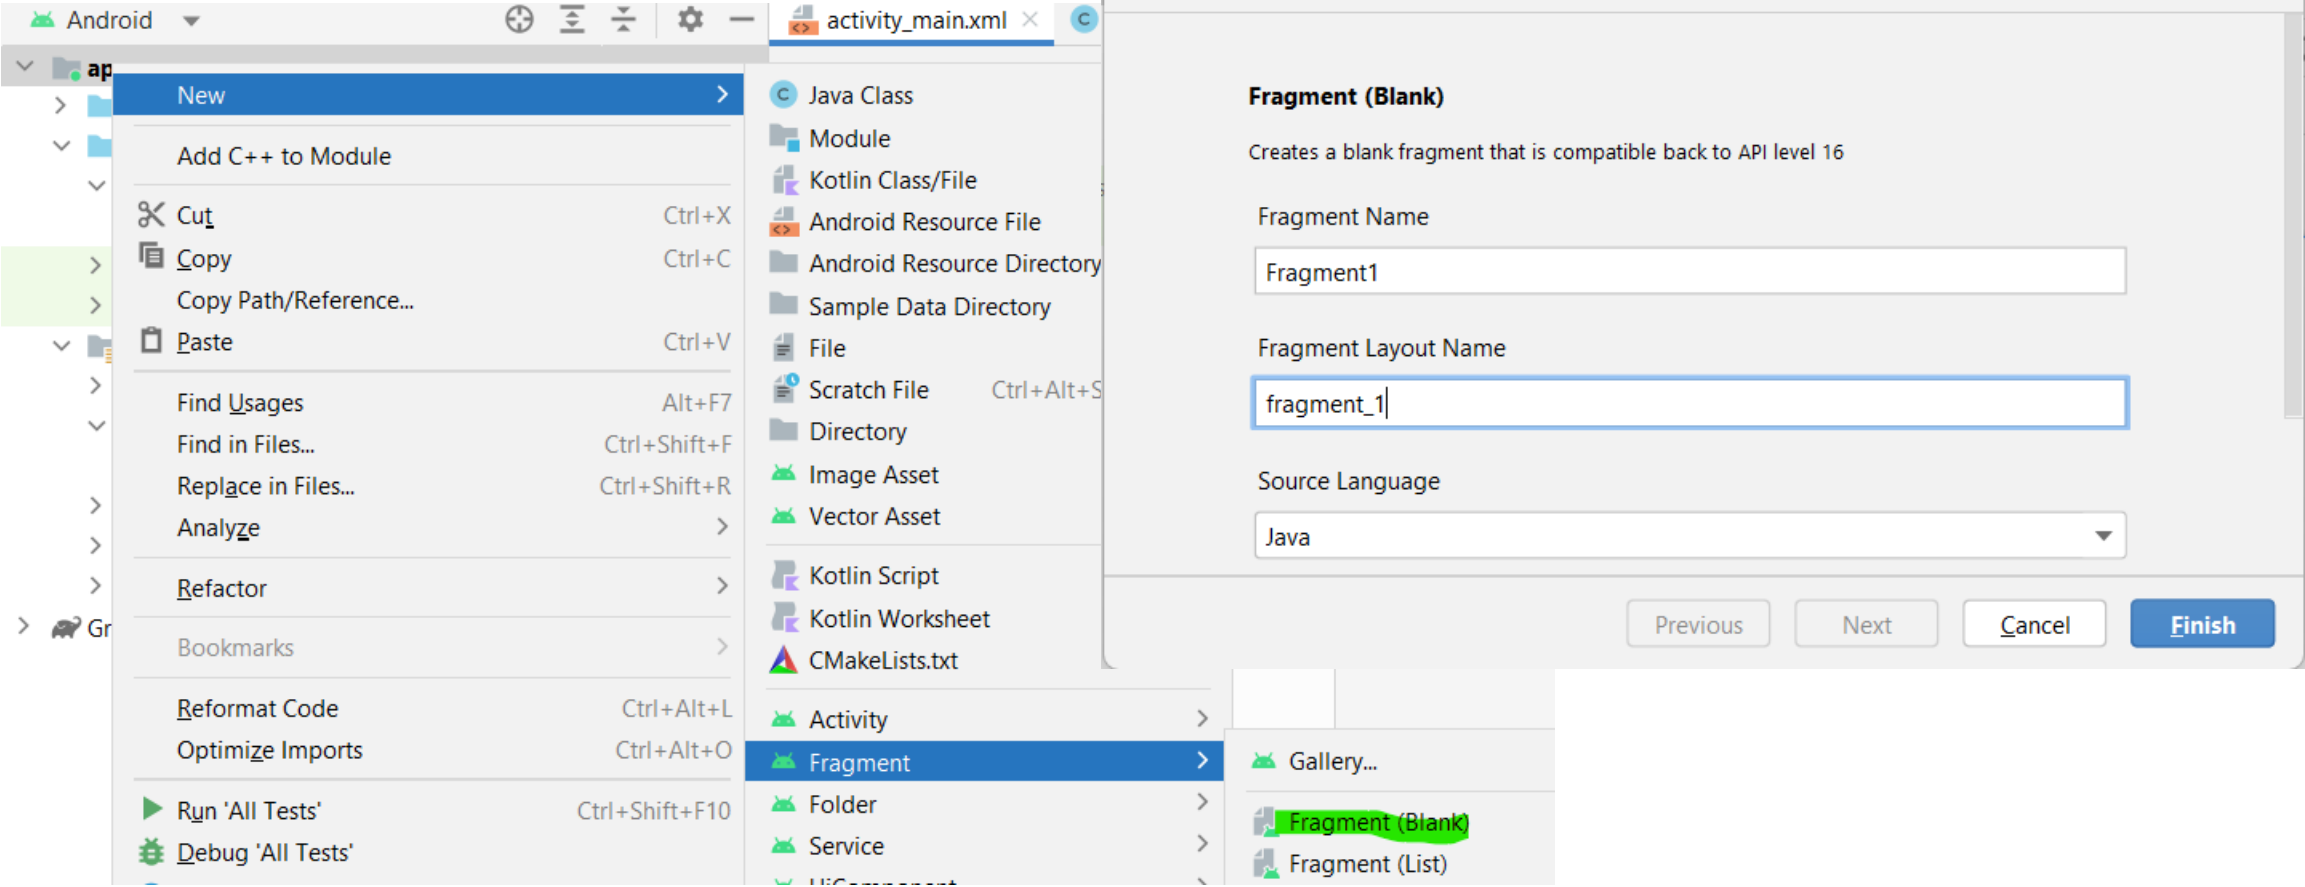 Android
activity_main.xml
New
Add C++ to Module
Cut Ctrl+X
Copy Ctrl+C
Copy Path/Reference...
Paste Ctrl+V
Find Usages Alt+F7
Find in Files... Ctrl+Shift+F
Replace in Files... Ctrl+Shift+R
Analyze
Refactor
Bookmarks
Reformat Code Ctrl+Alt+L
Optimize Imports Ctrl+Alt+O
Run 'All Tests' Ctrl+Shift+F10
Debug 'All Tests'
Java Class
Module
Kotlin Class/File
Android Resource File
Android Resource Directory
Sample Data Directory
File
Scratch File Ctrl+Alt+S
Directory
Image Asset
Vector Asset
Kotlin Script
Kotlin Worksheet
CMakeLists.txt
Activity
Fragment
Folder
Service
Gallery...
Fragment (Blank)
Fragment (List)
Fragment (Blank)
Creates a blank fragment that is compatible back to API level 16
Fragment Name
Fragment1
Fragment Layout Name
fragment_1
Source Language
Java
Previous Next Cancel Finish